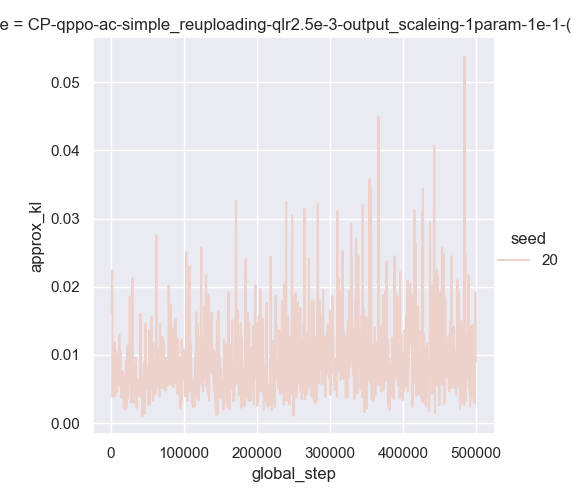 e = CP-qppo-ac-simple_reuploading-qlr2.5e-3-output_scaleing-1param-1e-1-(
0.05
0.04
0.03
0.02
0.01
0.00
approx_kl
0 100000 200000 300000 400000 500000
global_step
seed
20